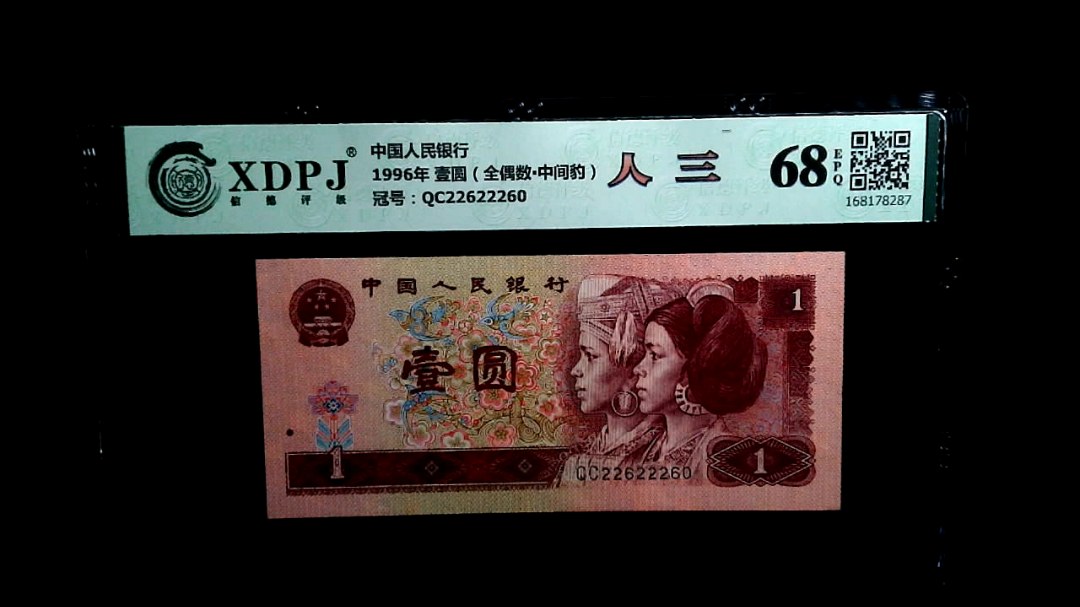 XDPJ®
信德评级
中国人民银行
1996年 壹圆（全偶数·中间豹）
冠号：QC22622260
人 三
68
EPQ
168178287
中国人民银行
1
壹圆
1
QC22622260
1